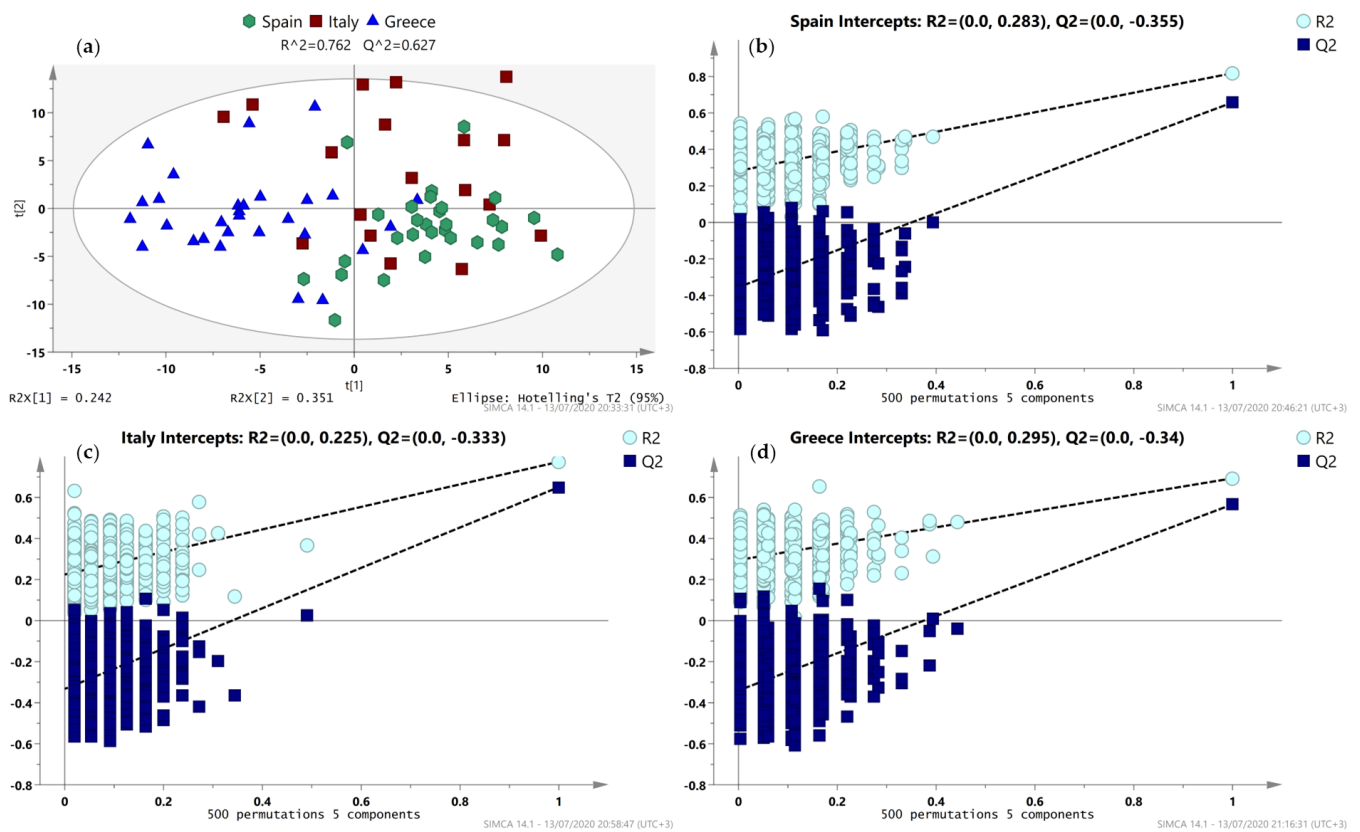 Spain Italy Greece
(a)
R^2=0.762 Q^2=0.627
10
5
0
-5
-10
-15
t[2]
-15 -10 -5 0 5 10 15
t[1]
R2X[1] = 0.242 R2X[2] = 0.351 Ellipse: Hotelling's T2 (95%)
SIMCA 14.1 - 13/07/2020 20:33:31 (UTC+3)
(b)
Spain Intercepts: R2=(0.0, 0.283), Q2=(0.0, -0.355)
R2
Q2
0.8
0.6
0.4
0.2
0
-0.2
-0.4
-0.6
-0.8
0 0.2 0.4 0.6 0.8 1
500 permutations 5 components
SIMCA 14.1 - 13/07/2020 20:46:21 (UTC+3)
(c)
Italy Intercepts: R2=(0.0, 0.225), Q2=(0.0, -0.333)
R2
Q2
0.6
0.4
0.2
0
-0.2
-0.4
-0.6
-0.8
0 0.2 0.4 0.6 0.8 1
500 permutations 5 components
SIMCA 14.1 - 13/07/2020 20:58:47 (UTC+3)
(d)
Greece Intercepts: R2=(0.0, 0.295), Q2=(0.0, -0.34)
R2
Q2
0.6
0.4
0.2
0
-0.2
-0.4
-0.6
-0.8
0 0.2 0.4 0.6 0.8 1
500 permutations 5 components
SIMCA 14.1 - 13/07/2020 21:16:31 (UTC+3)